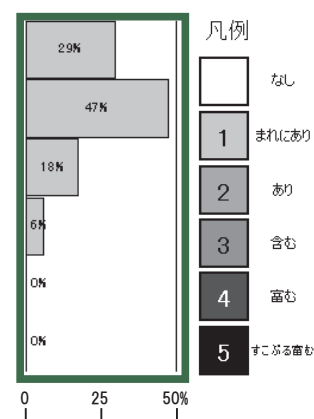 29%
47%
18%
6%
0%
0%
0 25 50%
凡例
なし
1 まれにあり
2 あり
3 含む
4 富む
5 すこぶる富む